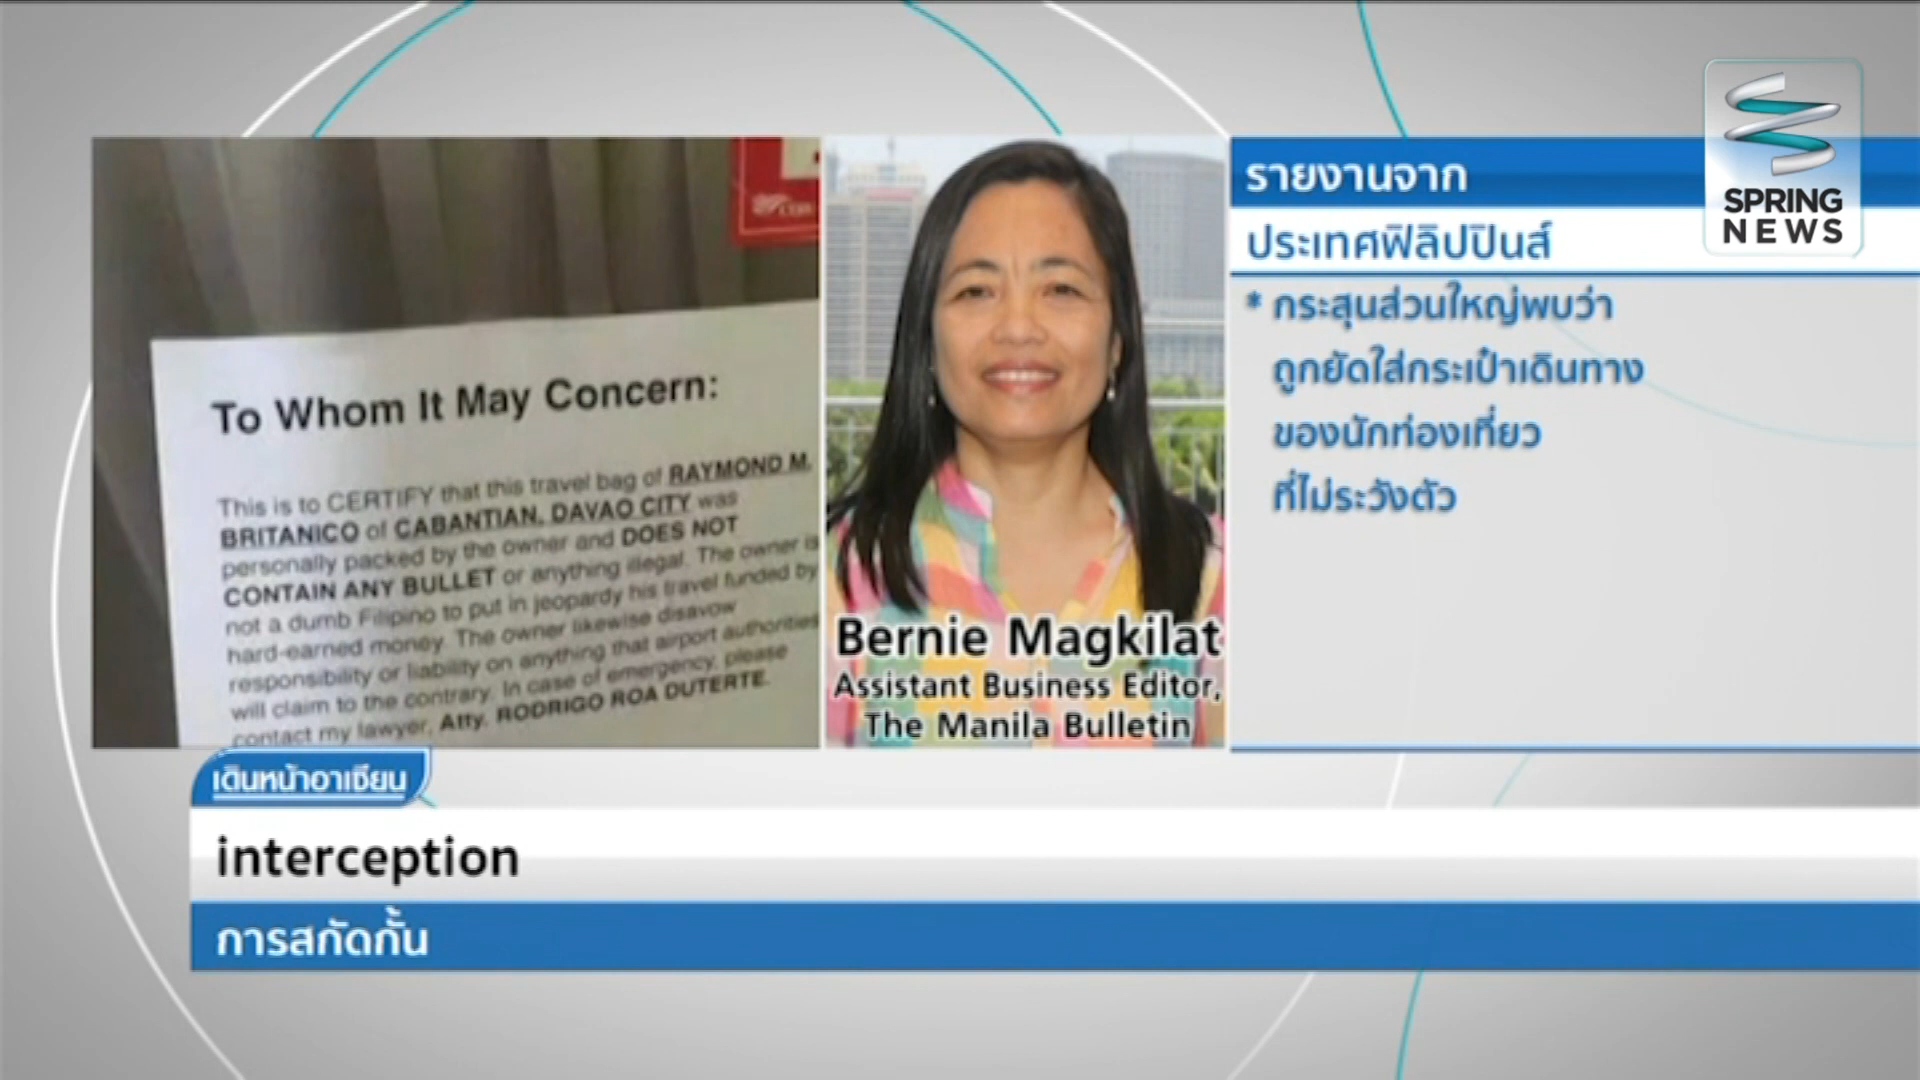 To Whom It May Concern:
This is to CERTIFY that this travel bag of RAYMOND M.
BRITANICO of CABANTIAN, DAVAO CITY was
personally packed by the owner and DOES NOT
CONTAIN ANY BULLET or anything illegal. The owner is
not a dumb Filipino to put in jeopardy his travel funded by
hard-earned money. The owner likewise disavow
responsibility or liability on anything that airport authorities
will claim to the contrary. In case of emergency, please
contact my lawyer, Atty. RODRIGO ROA DUTERTE.
Bernie Magkilat
Assistant Business Editor,
The Manila Bulletin
รายงานจาก
ประเทศฟิลิปปินส์
* กระสุนส่วนใหญ่พบว่า
ถูกยัดใส่กระเป๋าเดินทาง
ของนักท่องเที่ยว
ที่ไม่ระวังตัว
SPRING
NEWS
เดินหน้าอาเซียน
interception
การสกัดกั้น